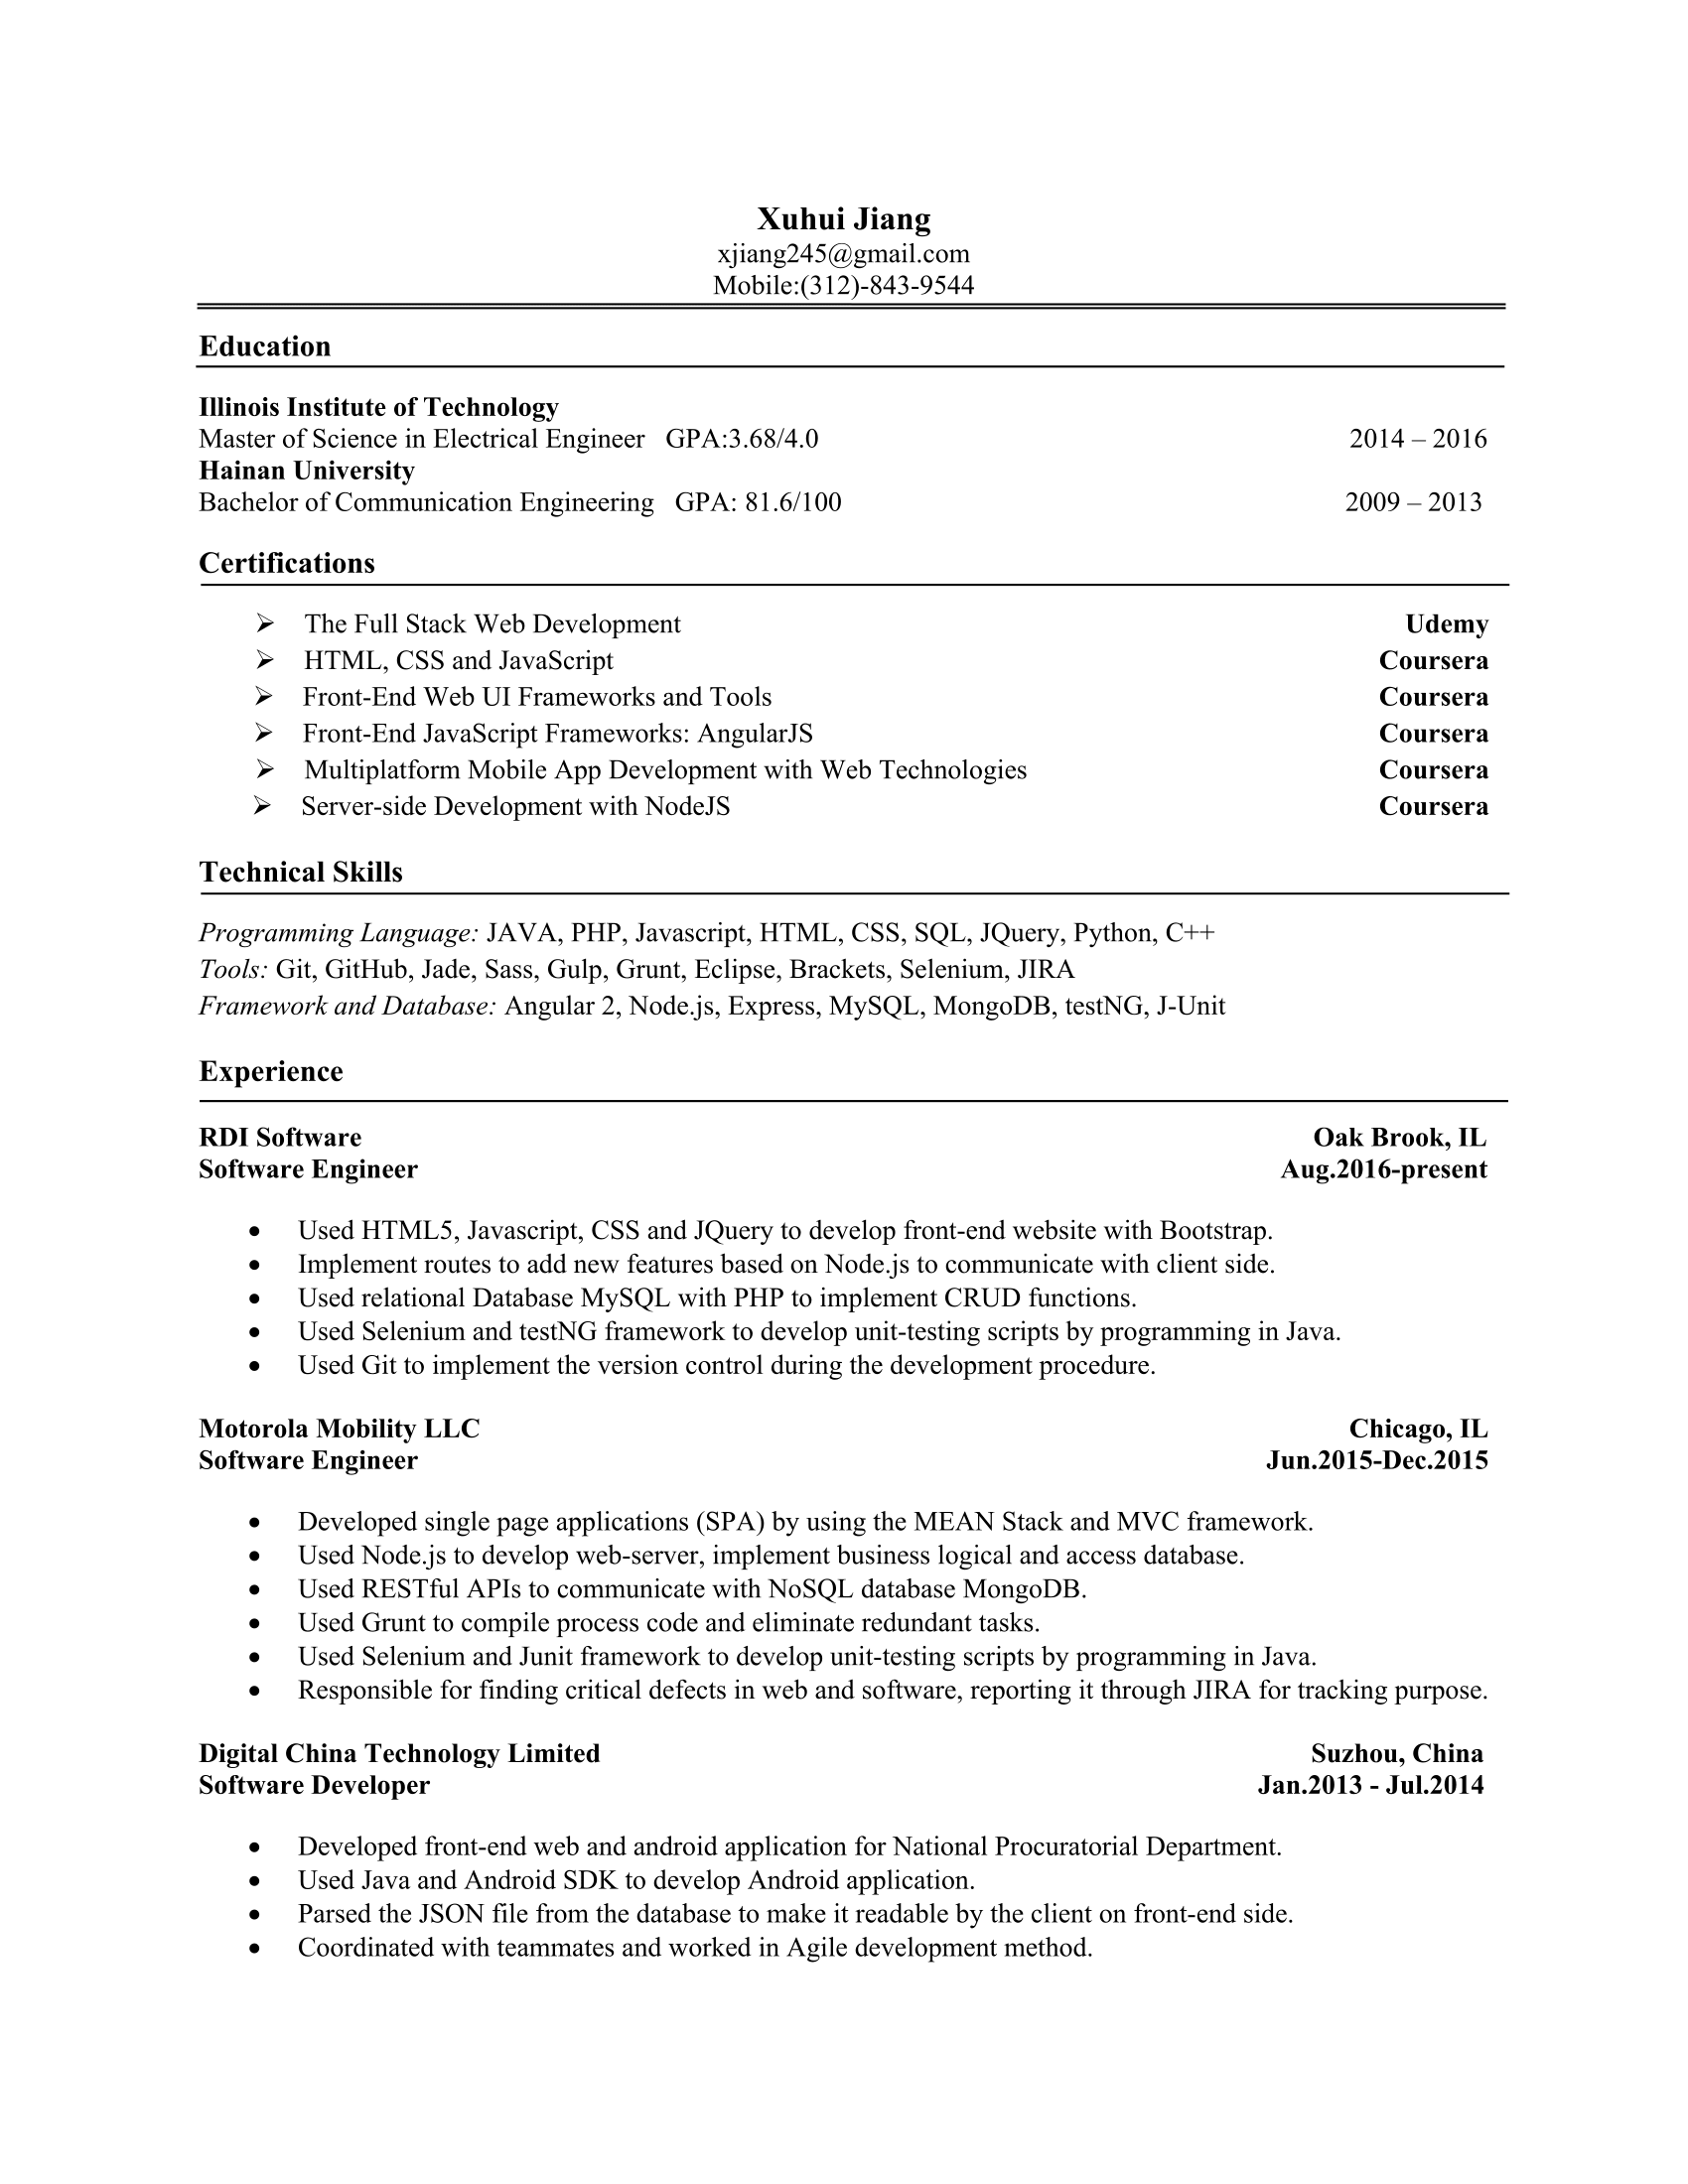 Xuhui Jiang
xjiang245@gmail.com
Mobile:(312)-843-9544
Education
Illinois Institute of Technology
Master of Science in Electrical Engineer GPA:3.68/4.0 2014 – 2016
Hainan University
Bachelor of Communication Engineering GPA: 81.6/100 2009 – 2013
Certifications
➢ The Full Stack Web Development Udemy
➢ HTML, CSS and JavaScript Coursera
➢ Front-End Web UI Frameworks and Tools Coursera
➢ Front-End JavaScript Frameworks: AngularJS Coursera
➢ Multiplatform Mobile App Development with Web Technologies Coursera
➢ Server-side Development with NodeJS Coursera
Technical Skills
Programming Language: JAVA, PHP, Javascript, HTML, CSS, SQL, JQuery, Python, C++
Tools: Git, GitHub, Jade, Sass, Gulp, Grunt, Eclipse, Brackets, Selenium, JIRA
Framework and Database: Angular 2, Node.js, Express, MySQL, MongoDB, testNG, J-Unit
Experience
RDI Software Oak Brook, IL
Software Engineer Aug.2016-present
• Used HTML5, Javascript, CSS and JQuery to develop front-end website with Bootstrap.
• Implement routes to add new features based on Node.js to communicate with client side.
• Used relational Database MySQL with PHP to implement CRUD functions.
• Used Selenium and testNG framework to develop unit-testing scripts by programming in Java.
• Used Git to implement the version control during the development procedure.
Motorola Mobility LLC Chicago, IL
Software Engineer Jun.2015-Dec.2015
• Developed single page applications (SPA) by using the MEAN Stack and MVC framework.
• Used Node.js to develop web-server, implement business logical and access database.
• Used RESTful APIs to communicate with NoSQL database MongoDB.
• Used Grunt to compile process code and eliminate redundant tasks.
• Used Selenium and Junit framework to develop unit-testing scripts by programming in Java.
• Responsible for finding critical defects in web and software, reporting it through JIRA for tracking purpose.
Digital China Technology Limited Suzhou, China
Software Developer Jan.2013 - Jul.2014
• Developed front-end web and android application for National Procuratorial Department.
• Used Java and Android SDK to develop Android application.
• Parsed the JSON file from the database to make it readable by the client on front-end side.
• Coordinated with teammates and worked in Agile development method.